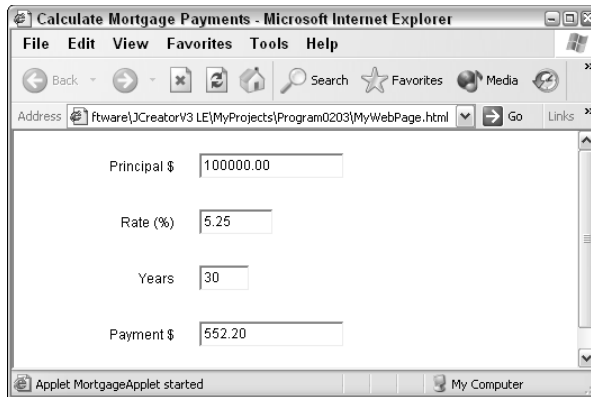 Calculate Mortgage Payments - Microsoft Internet Explorer
File Edit View Favorites Tools Help
Back Search Favorites Media »
Address ftware\JCreatorV3 LE\MyProjects\Program0203\MyWebPage.html Go Links »
Principal $ 100000.00
Rate (%) 5.25
Years 30
Payment $ 552.20
Applet MortgageApplet started My Computer